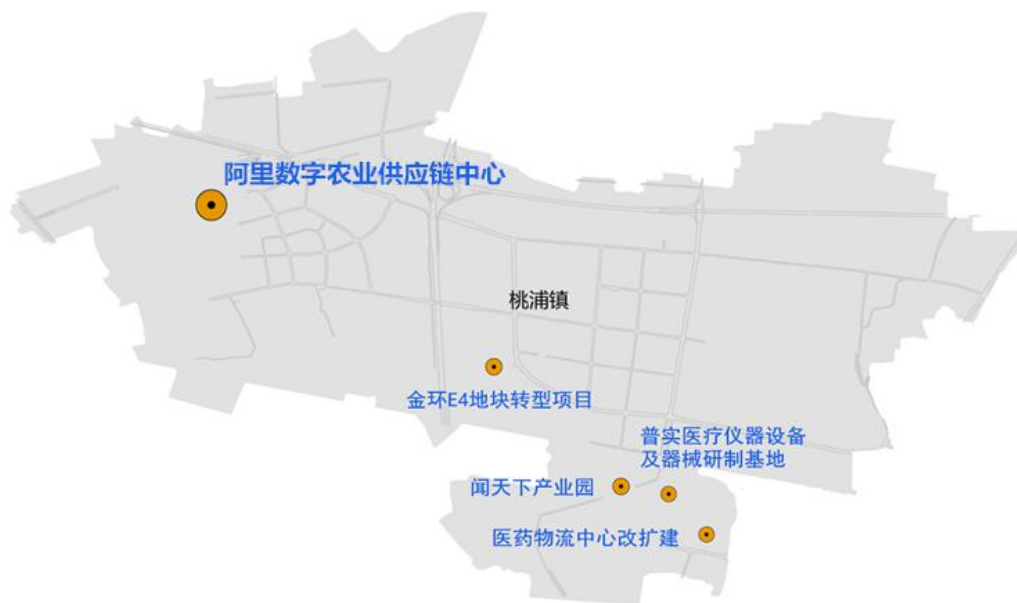 阿里数字农业供应链中心
桃浦镇
金环E4地块转型项目
普实医疗仪器设备
及器械研制基地
闻天下产业园
医药物流中心改扩建